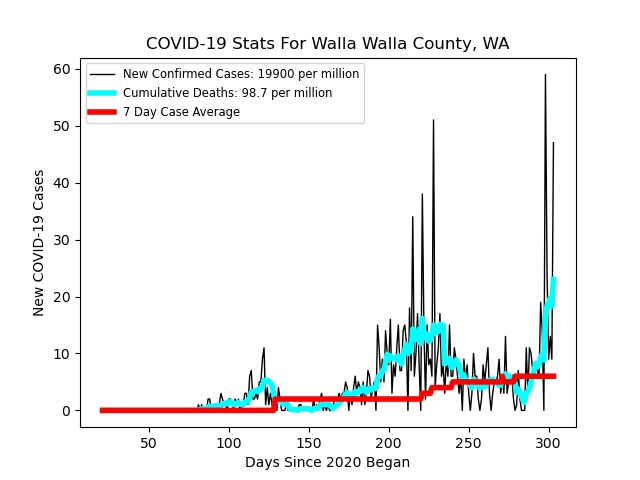 COVID-19 Stats For Walla Walla County, WA
New Confirmed Cases: 19900 per million
Cumulative Deaths: 98.7 per million
7 Day Case Average
New COVID-19 Cases
60
50
40
30
20
10
0
50 100 150 200 250 300
Days Since 2020 Began